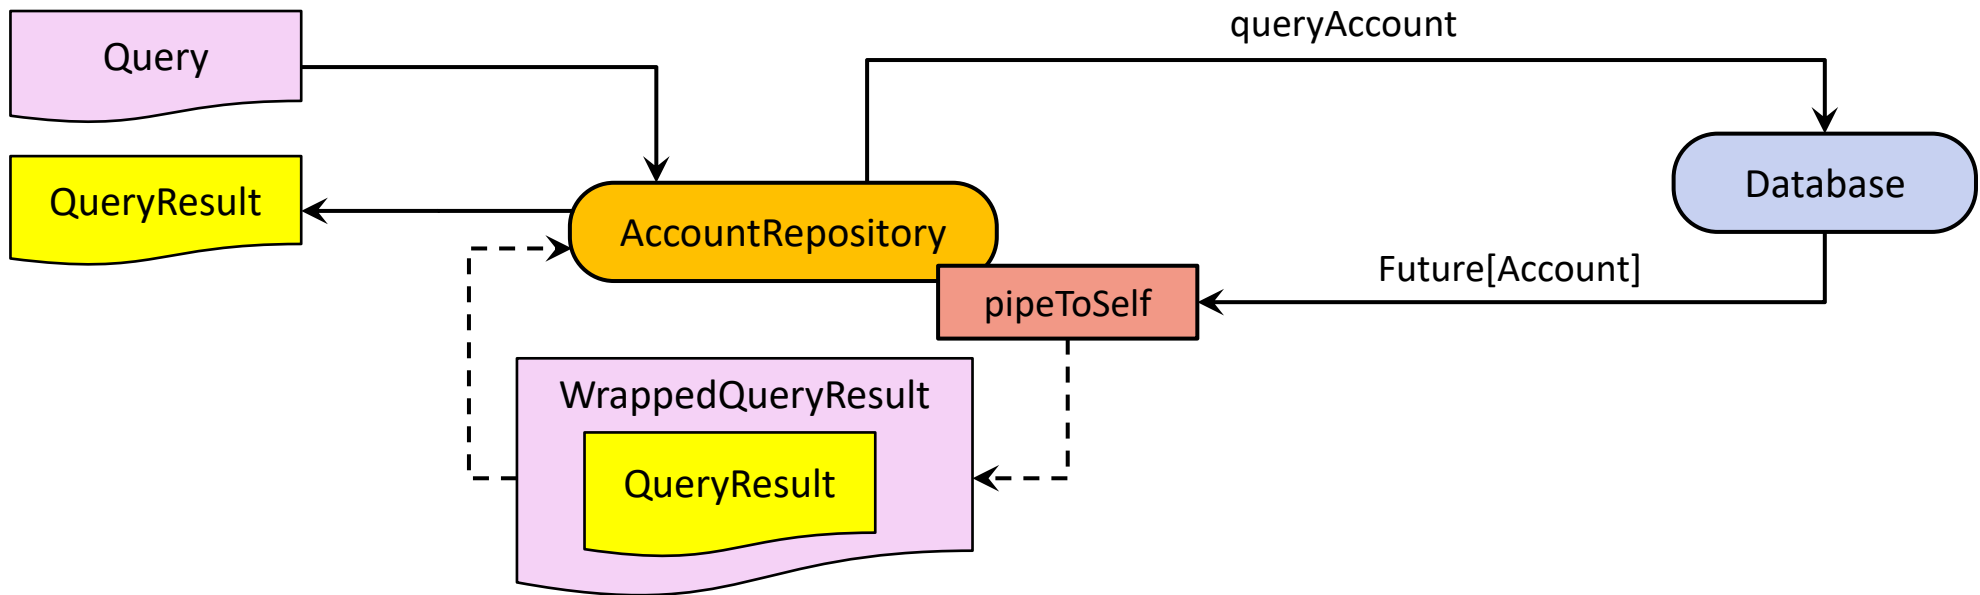 queryAccount
Query
Database
QueryResult
AccountRepository
Future[Account]
pipeToSelf
WrappedQueryResult
QueryResult